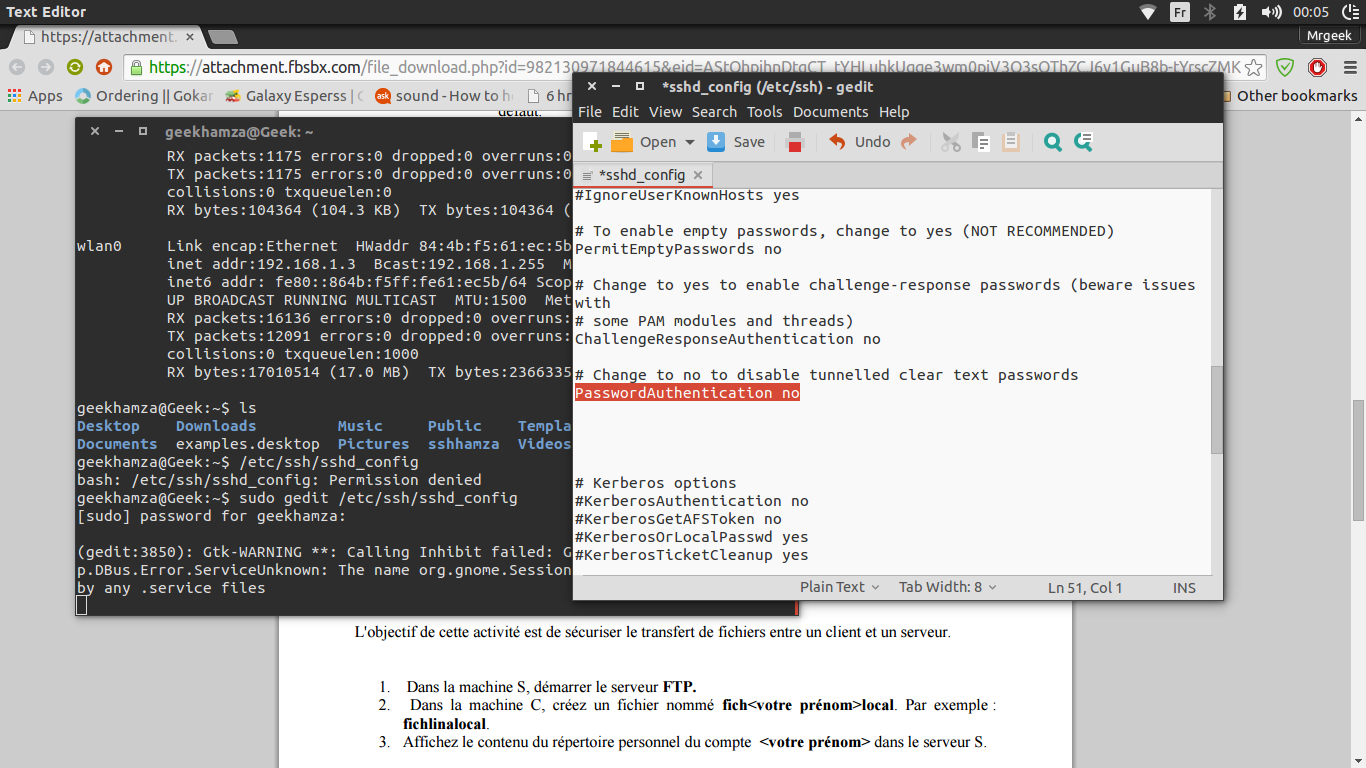 Text Editor
Fr
00:05
https://attachment.
Mrgeek
https://attachment.fbsbx.com/file_download.php?id=982130971844615&eid=
Apps
Ordering || Gokar
Galaxy Esperss
sound - How to h
6 hr
Other bookmarks
défaut.
geekhamza@Geek: ~
RX packets:1175 errors:0 dropped:0 overruns:0
TX packets:1175 errors:0 dropped:0 overruns:0
collisions:0 txqueuelen:0
RX bytes:104364 (104.3 KB)  TX bytes:104364 (
wlan0     Link encap:Ethernet  HWaddr 84:4b:f5:61:ec:5b
inet addr:192.168.1.3  Bcast:192.168.1.255  M
inet6 addr: fe80::864b:f5ff:fe61:ec5b/64 Scop
UP BROADCAST RUNNING MULTICAST  MTU:1500  Met
RX packets:16136 errors:0 dropped:0 overruns:
TX packets:12091 errors:0 dropped:0 overruns:
collisions:0 txqueuelen:1000
RX bytes:17010514 (17.0 MB)  TX bytes:2366335
geekhamza@Geek:~$ ls
Desktop    Downloads         Music     Public    Templa
Documents  examples.desktop  Pictures  sshhamza  Videos
geekhamza@Geek:~$ /etc/ssh/sshd_config
bash: /etc/ssh/sshd_config: Permission denied
geekhamza@Geek:~$ sudo gedit /etc/ssh/sshd_config
[sudo] password for geekhamza:
(gedit:3850): Gtk-WARNING **: Calling Inhibit failed: G
p.DBus.Error.ServiceUnknown: The name org.gnome.Session
by any .service files
*sshd_config (/etc/ssh) - gedit
File Edit View Search Tools Documents Help
Open Save Undo
*sshd_config
#IgnoreUserKnownHosts yes
# To enable empty passwords, change to yes (NOT RECOMMENDED)
PermitEmptyPasswords no
# Change to yes to enable challenge-response passwords (beware issues
with
# some PAM modules and threads)
ChallengeResponseAuthentication no
# Change to no to disable tunnelled clear text passwords
PasswordAuthentication no
# Kerberos options
#KerberosAuthentication no
#KerberosGetAFSToken no
#KerberosOrLocalPasswd yes
#KerberosTicketCleanup yes
Plain Text Tab Width: 8 Ln 51, Col 1 INS
L'objectif de cette activité est de sécuriser le transfert de fichiers entre un client et un serveur.
1. Dans la machine S, démarrer le serveur FTP.
2. Dans la machine C, créez un fichier nommé fich<votre prénom>local. Par exemple :
fichlinalocal.
3. Affichez le contenu du répertoire personnel du compte <votre prénom> dans le serveur S.